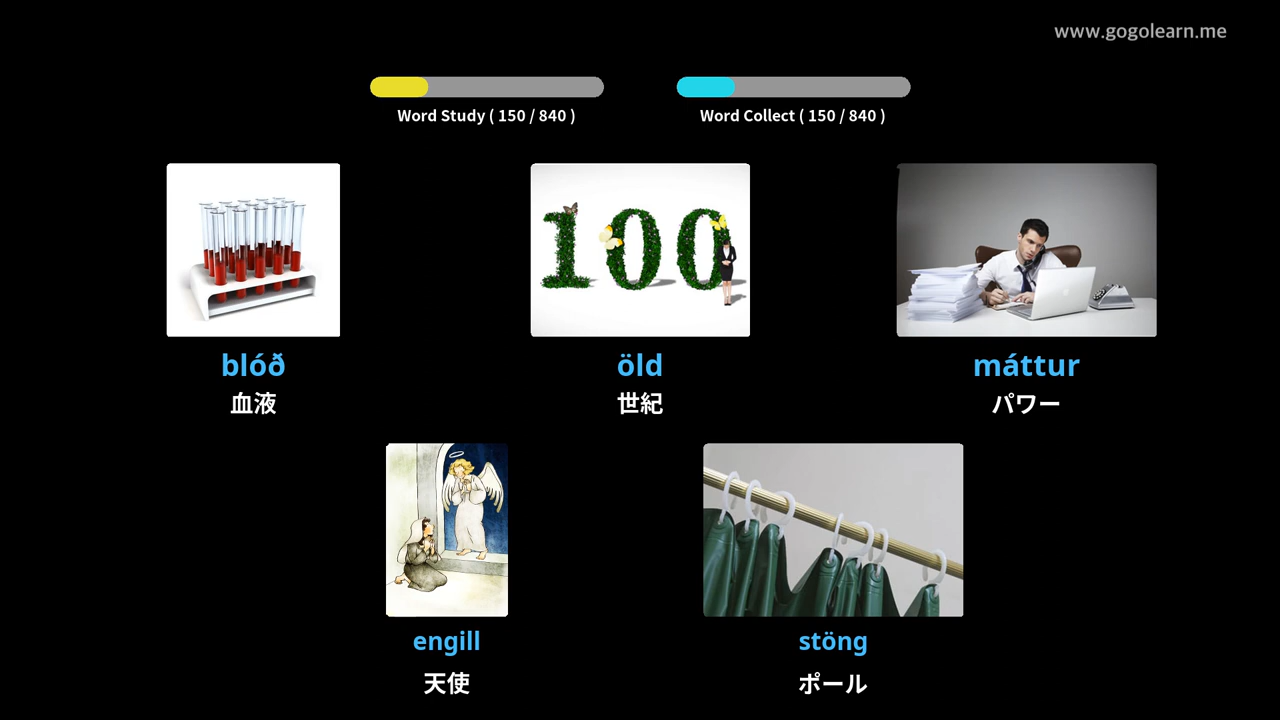 www.gogolearn.me
Word Study ( 150 / 840 )
Word Collect ( 150 / 840 )
100
blóð
öld
máttur
血液
世紀
パワー
engill
stöng
天使
ポール